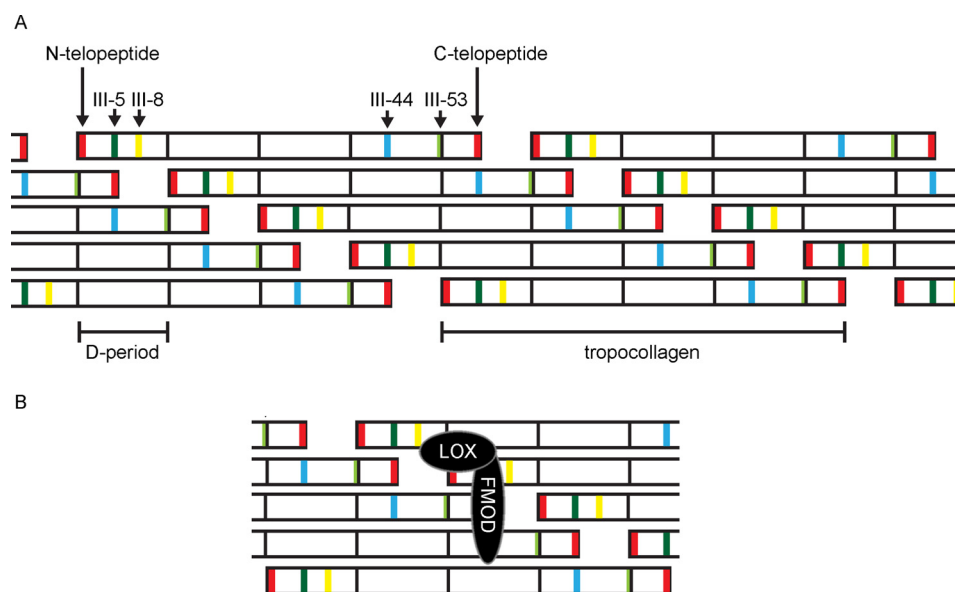 A
N-telopeptide
C-telopeptide
III-5 III-8
III-44 III-53
D-period
tropocollagen
B
LOX
FMOD